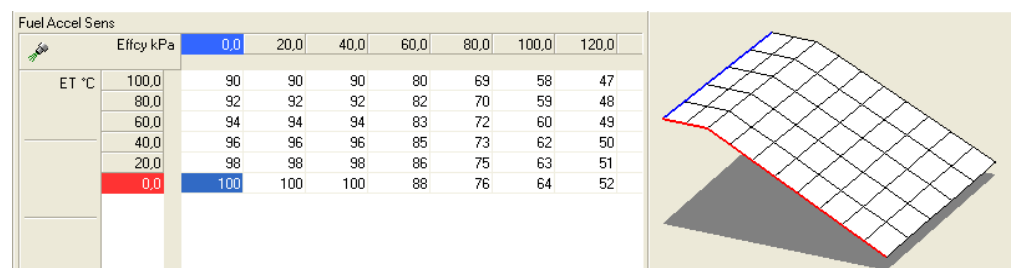 Fuel Accel Sens
Effcy kPa 0,0 20,0 40,0 60,0 80,0 100,0 120,0
ET °C 100,0 90 90 90 80 69 58 47
80,0 92 92 92 82 70 59 48
60,0 94 94 94 83 72 60 49
40,0 96 96 96 85 73 62 50
20,0 98 98 98 86 75 63 51
0,0 100 100 100 88 76 64 52